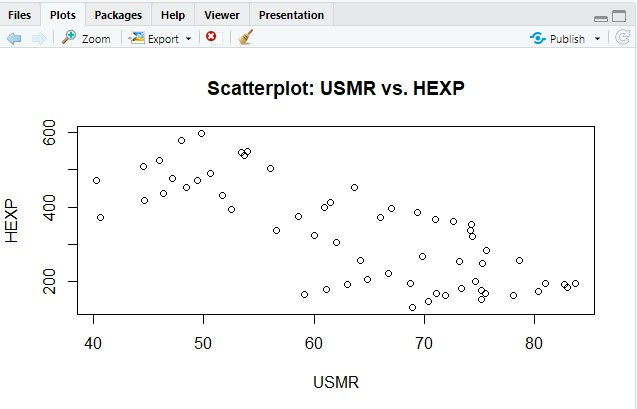 Files Plots Packages Help Viewer Presentation
Zoom Export Publish
Scatterplot: USMR vs. HEXP
600
400
200
HEXP
40 50 60 70 80
USMR